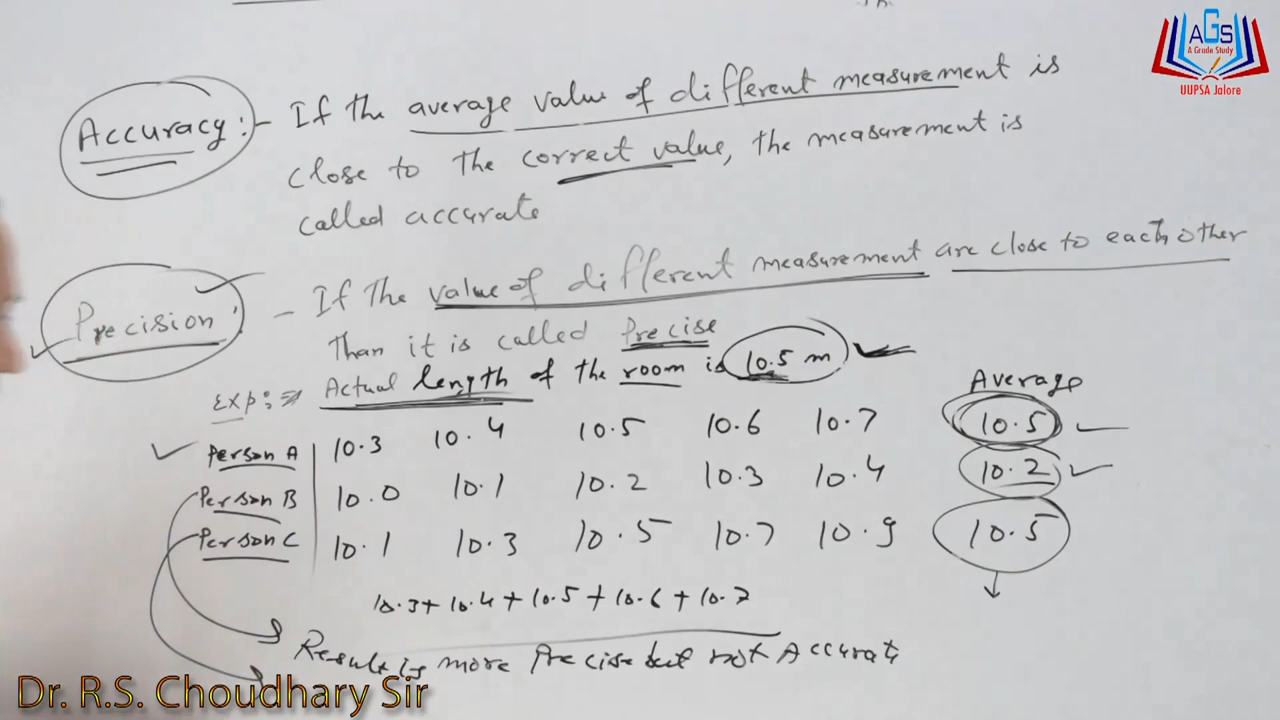 AGS
A Grade Study
UUPSA Jalore
Accuracy :- If the average value of different measurement is
close to the correct value, the measurement is
called accurate
Precision : - If the value of different measurement are close to each other
Than it is called Precise
Exp:⇒ Actual length of the room is 10.5 m
Average
Person A 10.3 10.4 10.5 10.6 10.7 10.5
Person B 10.0 10.1 10.2 10.3 10.4 10.2
Person C 10.1 10.3 10.5 10.7 10.9 10.5
10.3+10.4+10.5+10.6+10.7
Result is more Precise but not Accurate
Dr. R.S. Choudhary Sir